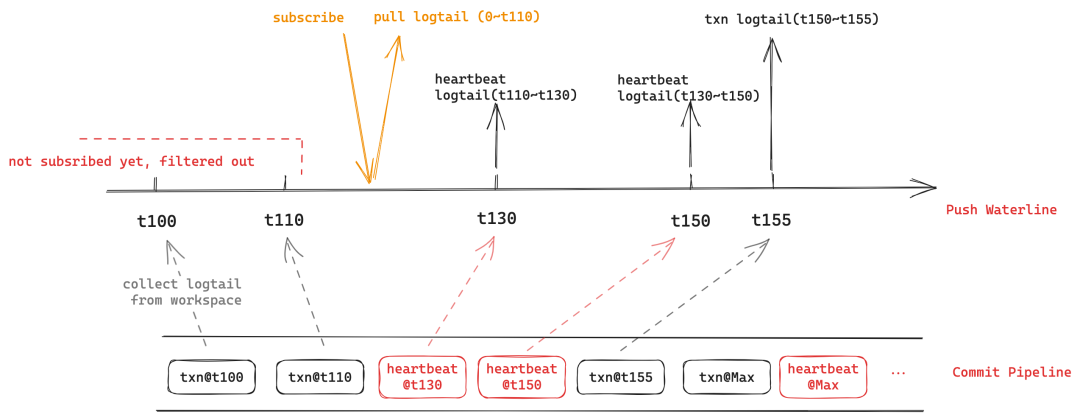 subscribe
pull logtail (0~t110)
txn logtail(t150~t155)
heartbeat
logtail(t110~t130)
heartbeat
logtail(t130~t150)
not subsribed yet, filtered out
Push Waterline
t100
t110
t130
t150
t155
collect logtail
from workspace
txn@t100
txn@t110
heartbeat
@t130
heartbeat
@t150
txn@t155
txn@Max
heartbeat
@Max
...
Commit Pipeline